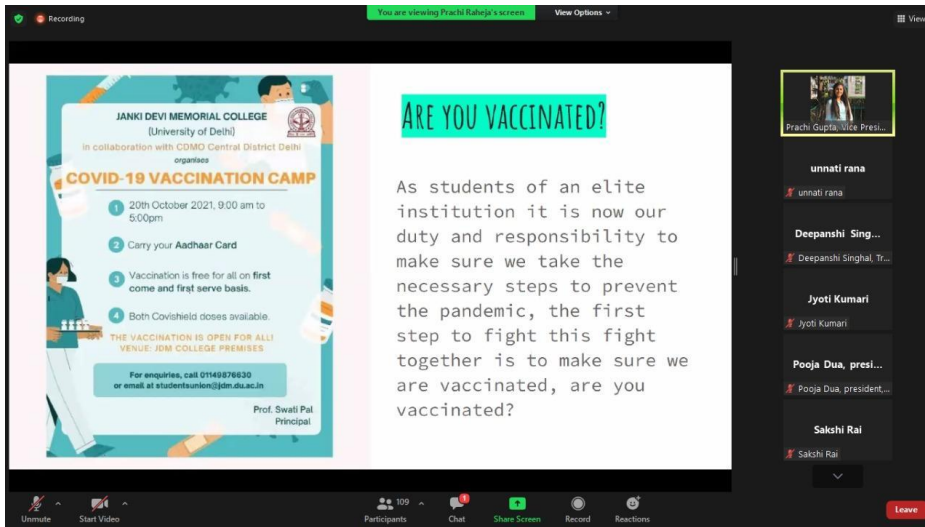 Recording
You are viewing Prachi Raheja's screen
View Options
View
JANKI DEVI MEMORIAL COLLEGE
(University of Delhi)
in collaboration with CDMO Central District Delhi
organises
COVID-19 VACCINATION CAMP
1 20th October 2021, 9:00 am to
5:00pm
2 Carry your Aadhaar Card
3 Vaccination is free for all on first
come and first serve basis.
4 Both Covishield doses available.
THE VACCINATION IS OPEN FOR ALL!
VENUE: JDM COLLEGE PREMISES
For enquiries, call 01149876630
or email at studentsunion@jdm.du.ac.in
Prof. Swati Pal
Principal
ARE YOU VACCINATED?
As students of an elite
institution it is now our
duty and responsibility to
make sure we take the
necessary steps to prevent
the pandemic, the first
step to fight this fight
together is to make sure we
are vaccinated, are you
vaccinated?
Prachi Gupta, Vice Presi...
unnati rana
unnati rana
Deepanshi Sing...
Deepanshi Singhal, Tr...
Jyoti Kumari
Jyoti Kumari
Pooja Dua, presi...
Pooja Dua, president,...
Sakshi Rai
Sakshi Rai
Unmute
Start Video
109
Participants
1
Chat
Share Screen
Record
Reactions
Leave